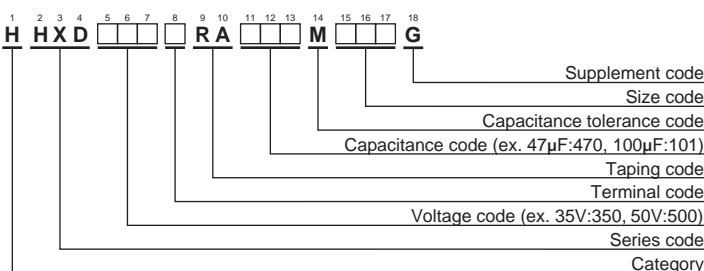 1 2 3 4 5 6 7 8 9 10 11 12 13 14 15 16 17 18
H HXD □□□ □ RA □□□ M □□□ G
Supplement code
Size code
Capacitance tolerance code
Capacitance code (ex. 47μF:470, 100μF:101)
Taping code
Terminal code
Voltage code (ex. 35V:350, 50V:500)
Series code
Category